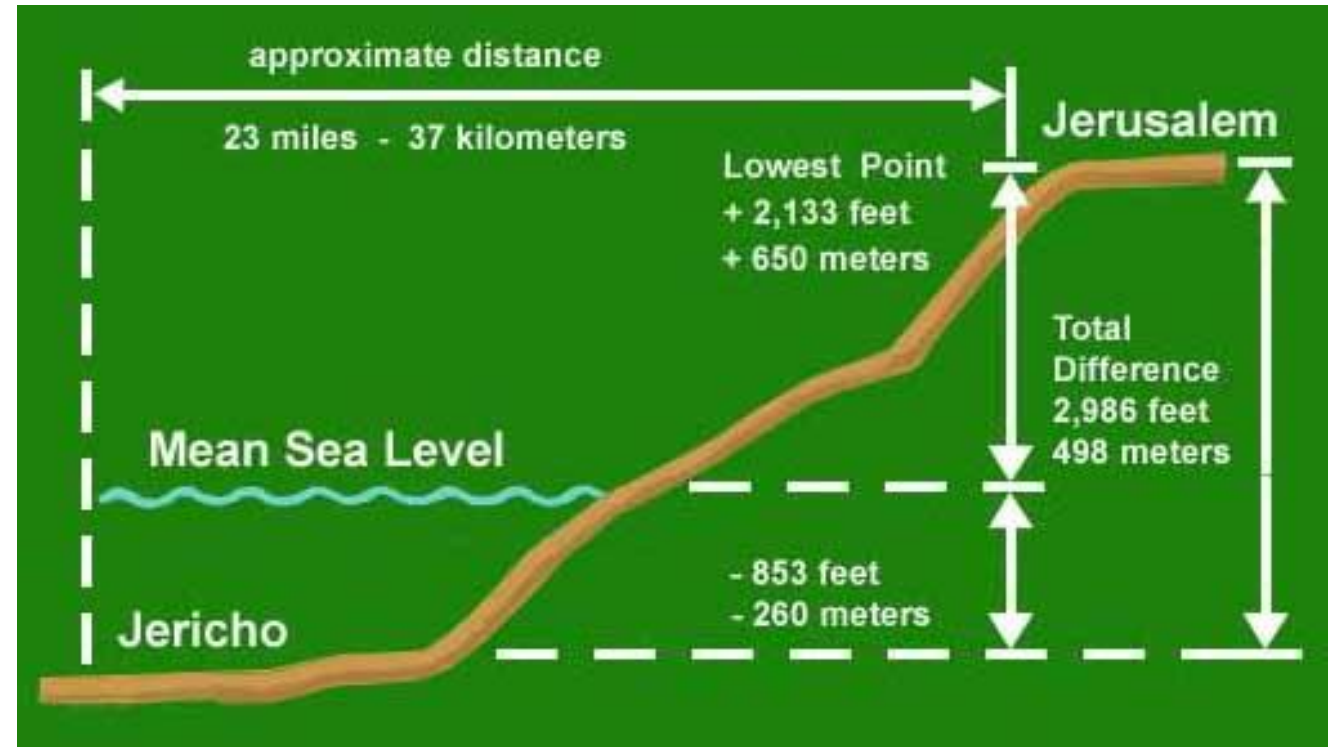 approximate distance
23 miles - 37 kilometers
Jerusalem
Lowest Point
+ 2,133 feet
+ 650 meters
Total
Difference
2,986 feet
498 meters
Mean Sea Level
- 853 feet
- 260 meters
Jericho